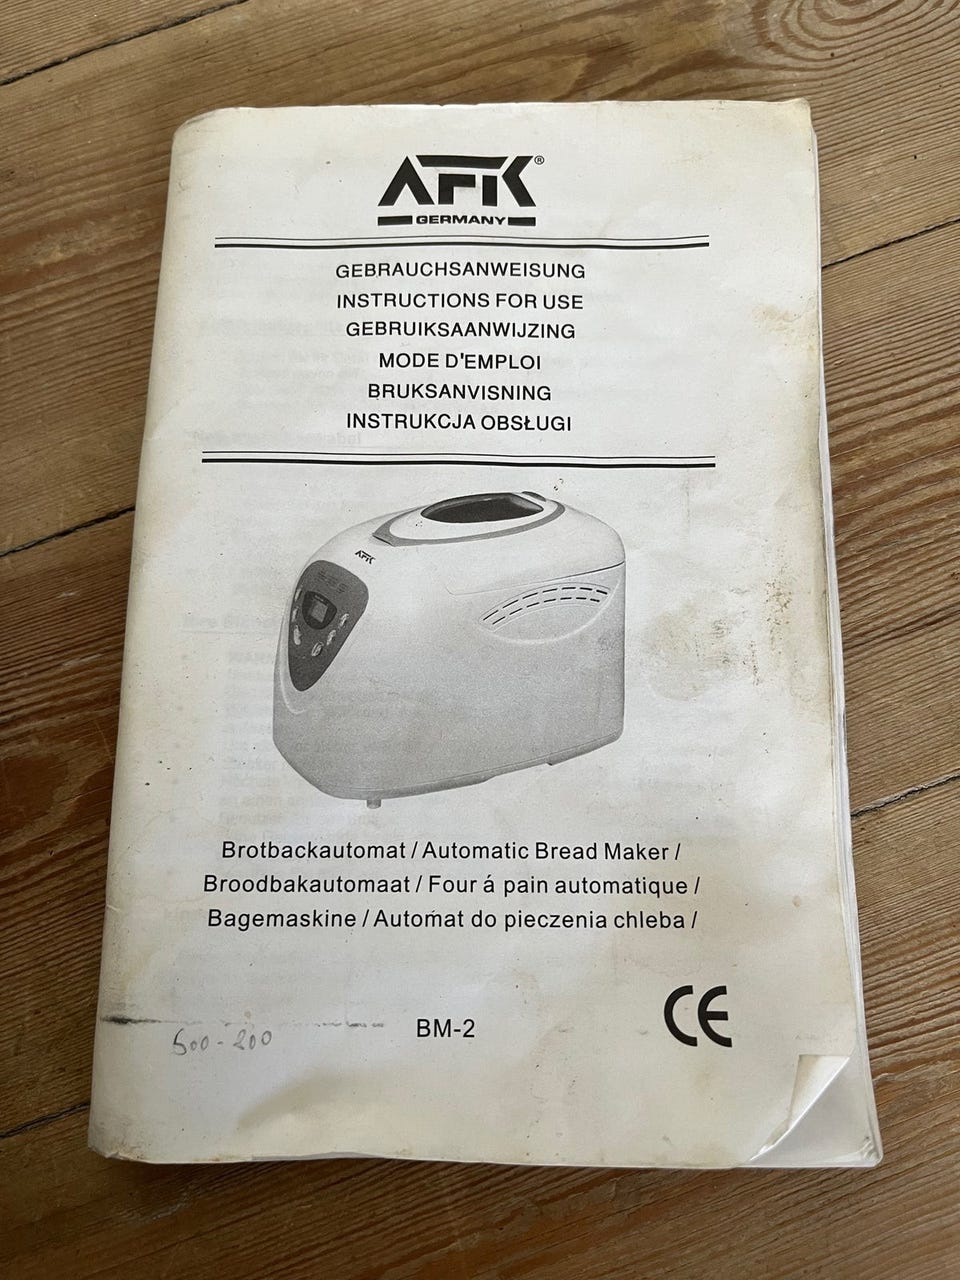 AFK®
GERMANY
GEBRAUCHSANWEISUNG
INSTRUCTIONS FOR USE
GEBRUIKSAANWIJZING
MODE D'EMPLOI
BRUKSANVISNING
INSTRUKCJA OBSŁUGI
AFK
Brotbackautomat / Automatic Bread Maker /
Broodbakautomaat / Four á pain automatique /
Bagemaskine / Automat do pieczenia chleba /
CE
BM-2
500-200